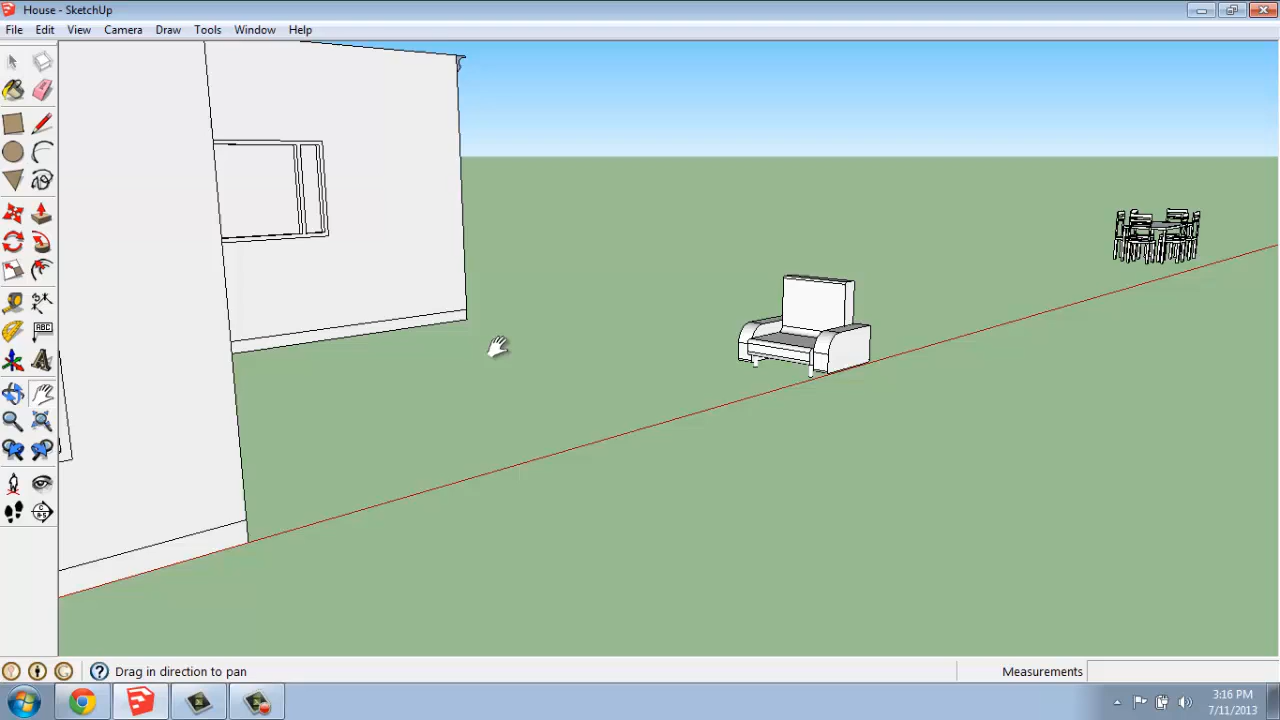 House - SketchUp
File Edit View Camera Draw Tools Window Help
ABC
Drag in direction to pan
Measurements
3:16 PM
7/11/2013